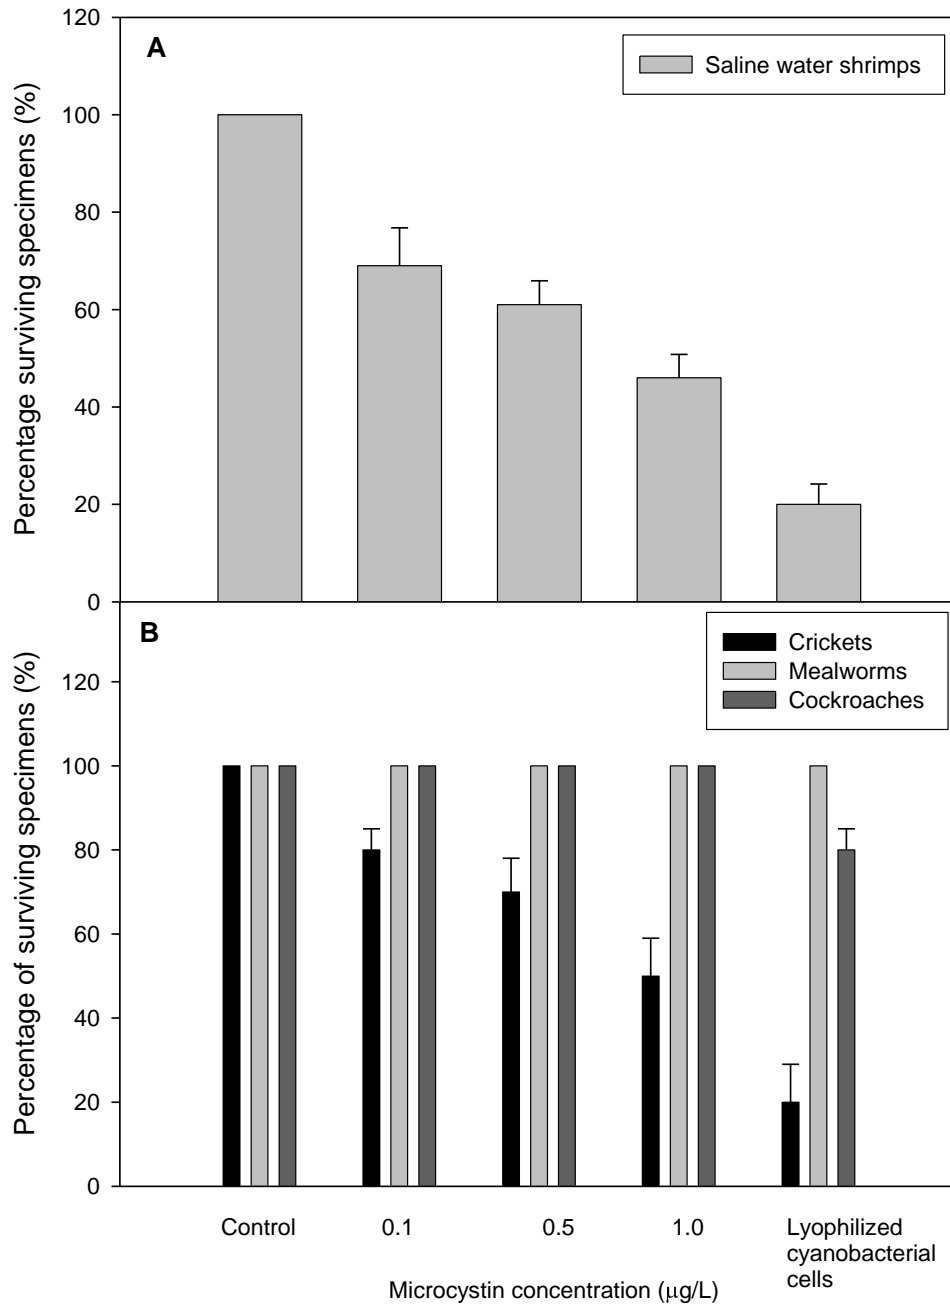 120
A
Saline water shrimps
100
80
60
40
20
0
Percentage surviving specimens (%)
B
Crickets
Mealworms
Cockroaches
120
100
80
60
40
20
0
Percentage of surviving specimens (%)
Control 0.1 0.5 1.0 Lyophilized
cyanobacterial
cells
Microcystin concentration (μg/L)